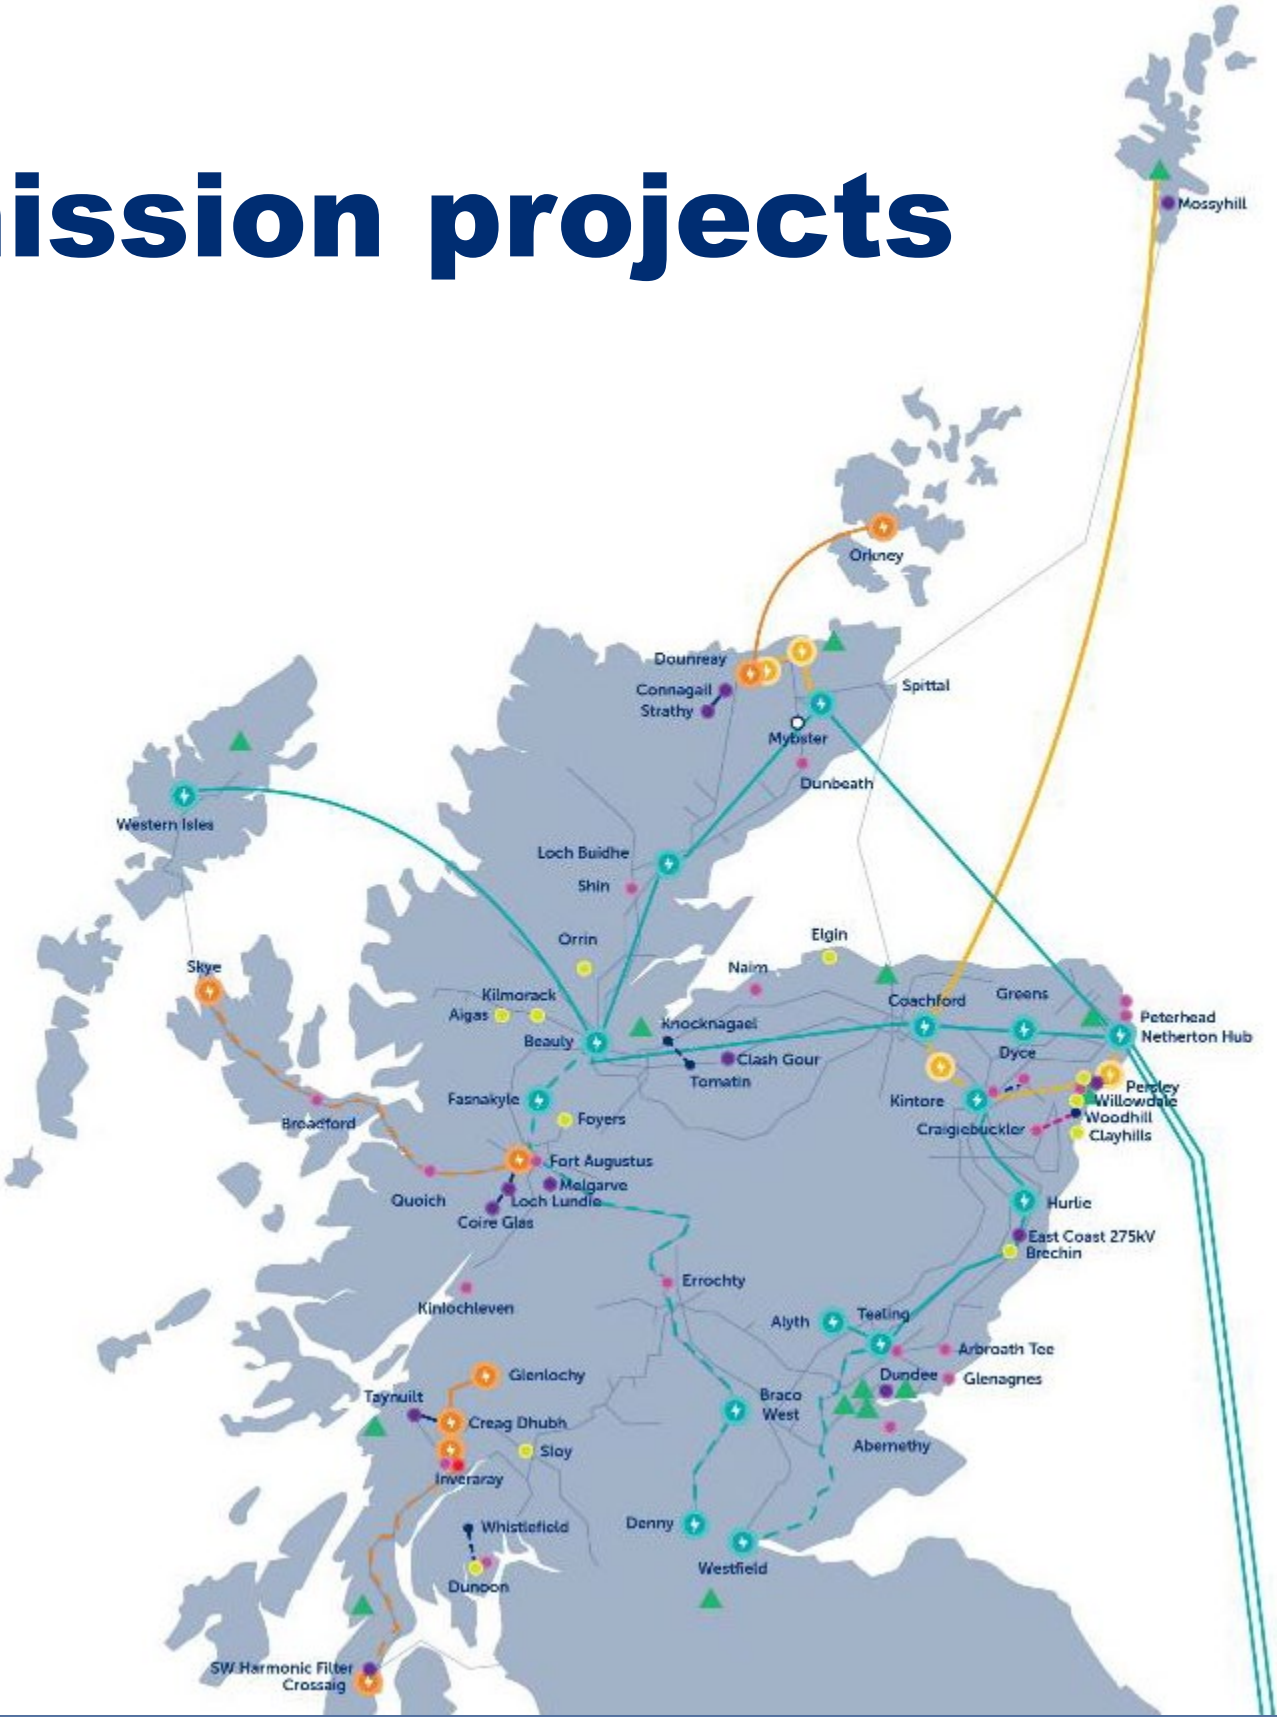 ission projects
Mossyhill
Orkney
Dounreay
Connagail
Strathy
Spittal
Mybster
Dunbeath
Western Isles
Loch Buidhe
Shin
Orrin
Elgin
Skye
Nairn
Kilmorack
Aigas
Coachford
Greens
Peterhead
Knocknagael
Netherton Hub
Beauly
Clash Gour
Dyce
Tomatin
Fasnakyle
Kintore
Persley
Willowdale
Broadford
Foyers
Woodhill
Craigiebuckler
Clayhills
Fort Augustus
Melgarve
Quoich
Loch Lundie
Hurlie
Coire Glas
East Coast 275kV
Brechin
Errochty
Kinlochleven
Alyth
Tealing
Arbroath Tee
Glenlochy
Dundee
Glenagnes
Taynuilt
Braco
West
Creag Dhubh
Abernethy
Sloy
Inveraray
Denny
Whistlefield
Westfield
Dunoon
SW Harmonic Filter
Crossaig